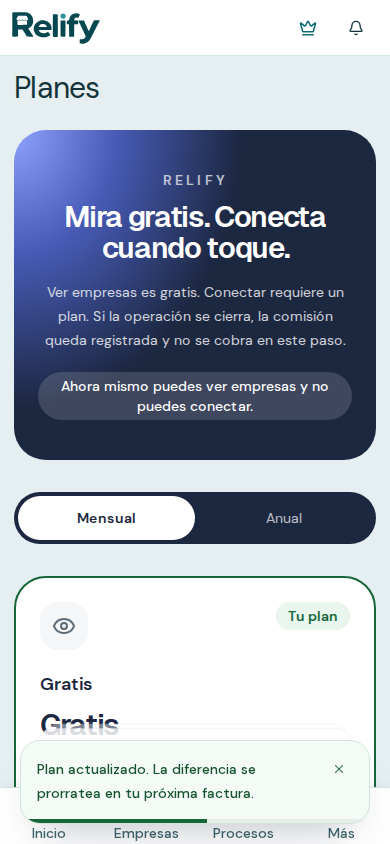 Relify
Planes
RELIFY
Mira gratis. Conecta
cuando toque.
Ver empresas es gratis. Conectar requiere un
plan. Si la operación se cierra, la comisión
queda registrada y no se cobra en este paso.
Ahora mismo puedes ver empresas y no
puedes conectar.
Mensual
Anual
Tu plan
Gratis
Gratis
Plan actualizado. La diferencia se
prorratea en tu próxima factura.
Inicio
Empresas
Procesos
Más